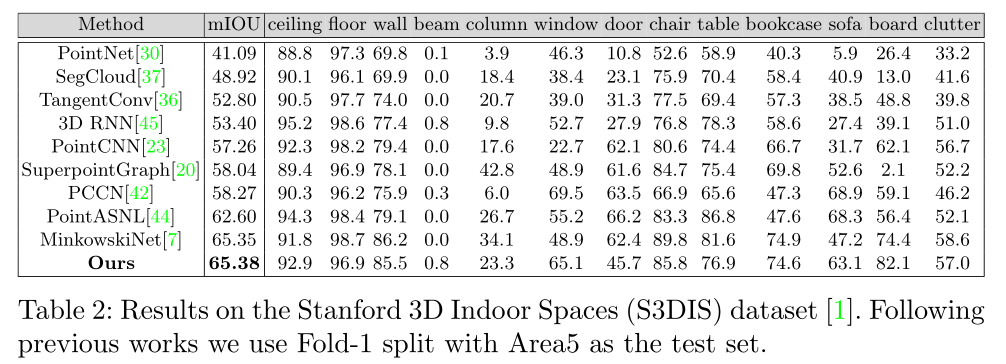 Method mIOU ceiling floor wall beam column window door chair table bookcase sofa board clutter
PointNet[30] 41.09 88.8 97.3 69.8 0.1 3.9 46.3 10.8 52.6 58.9 40.3 5.9 26.4 33.2
SegCloud[37] 48.92 90.1 96.1 69.9 0.0 18.4 38.4 23.1 75.9 70.4 58.4 40.9 13.0 41.6
TangentConv[36] 52.80 90.5 97.7 74.0 0.0 20.7 39.0 31.3 77.5 69.4 57.3 38.5 48.8 39.8
3D RNN[45] 53.40 95.2 98.6 77.4 0.8 9.8 52.7 27.9 76.8 78.3 58.6 27.4 39.1 51.0
PointCNN[23] 57.26 92.3 98.2 79.4 0.0 17.6 22.7 62.1 80.6 74.4 66.7 31.7 62.1 56.7
SuperpointGraph[20] 58.04 89.4 96.9 78.1 0.0 42.8 48.9 61.6 84.7 75.4 69.8 52.6 2.1 52.2
PCCN[42] 58.27 90.3 96.2 75.9 0.3 6.0 69.5 63.5 66.9 65.6 47.3 68.9 59.1 46.2
PointASNL[44] 62.60 94.3 98.4 79.1 0.0 26.7 55.2 66.2 83.3 86.8 47.6 68.3 56.4 52.1
MinkowskiNet[7] 65.35 91.8 98.7 86.2 0.0 34.1 48.9 62.4 89.8 81.6 74.9 47.2 74.4 58.6
Ours 65.38 92.9 96.9 85.5 0.8 23.3 65.1 45.7 85.8 76.9 74.6 63.1 82.1 57.0
Table 2: Results on the Stanford 3D Indoor Spaces (S3DIS) dataset [1]. Following
previous works we use Fold-1 split with Area5 as the test set.